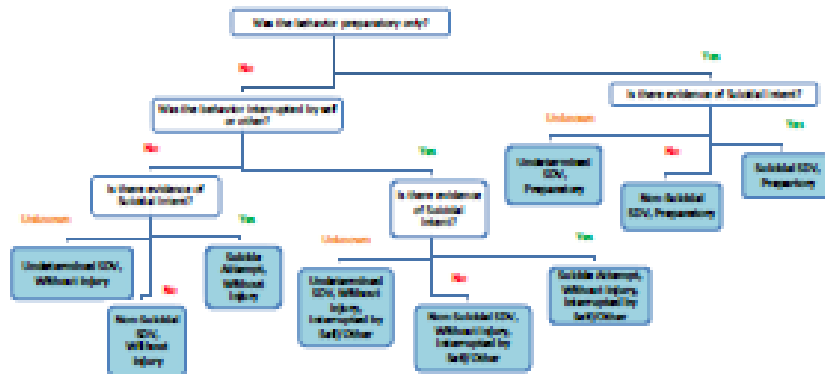 Was the behavior preparatory only?
No
Yes
Was the behavior interrupted by self
or other?
Is there evidence of Suicidal Intent?
Unknown
No
Yes
Undetermined
SDV,
Preparatory
Non-Suicidal
SDV, Preparatory
Suicidal SDV,
Preparatory
No
Yes
Is there evidence of
Suicidal Intent?
Is there evidence
of Suicidal
Intent?
Unknown
Yes
No
Undetermined SDV,
Without Injury
Suicide
Attempt,
Without
Injury
Non-Suicidal
SDV,
Without
Injury
Unknown
Yes
No
Undetermined
SDV, Without
Injury,
Interrupted by
Self/Other
Non-Suicidal SDV,
Without Injury,
Interrupted by
Self/Other
Suicide Attempt,
Without Injury,
Interrupted by
Self/Other